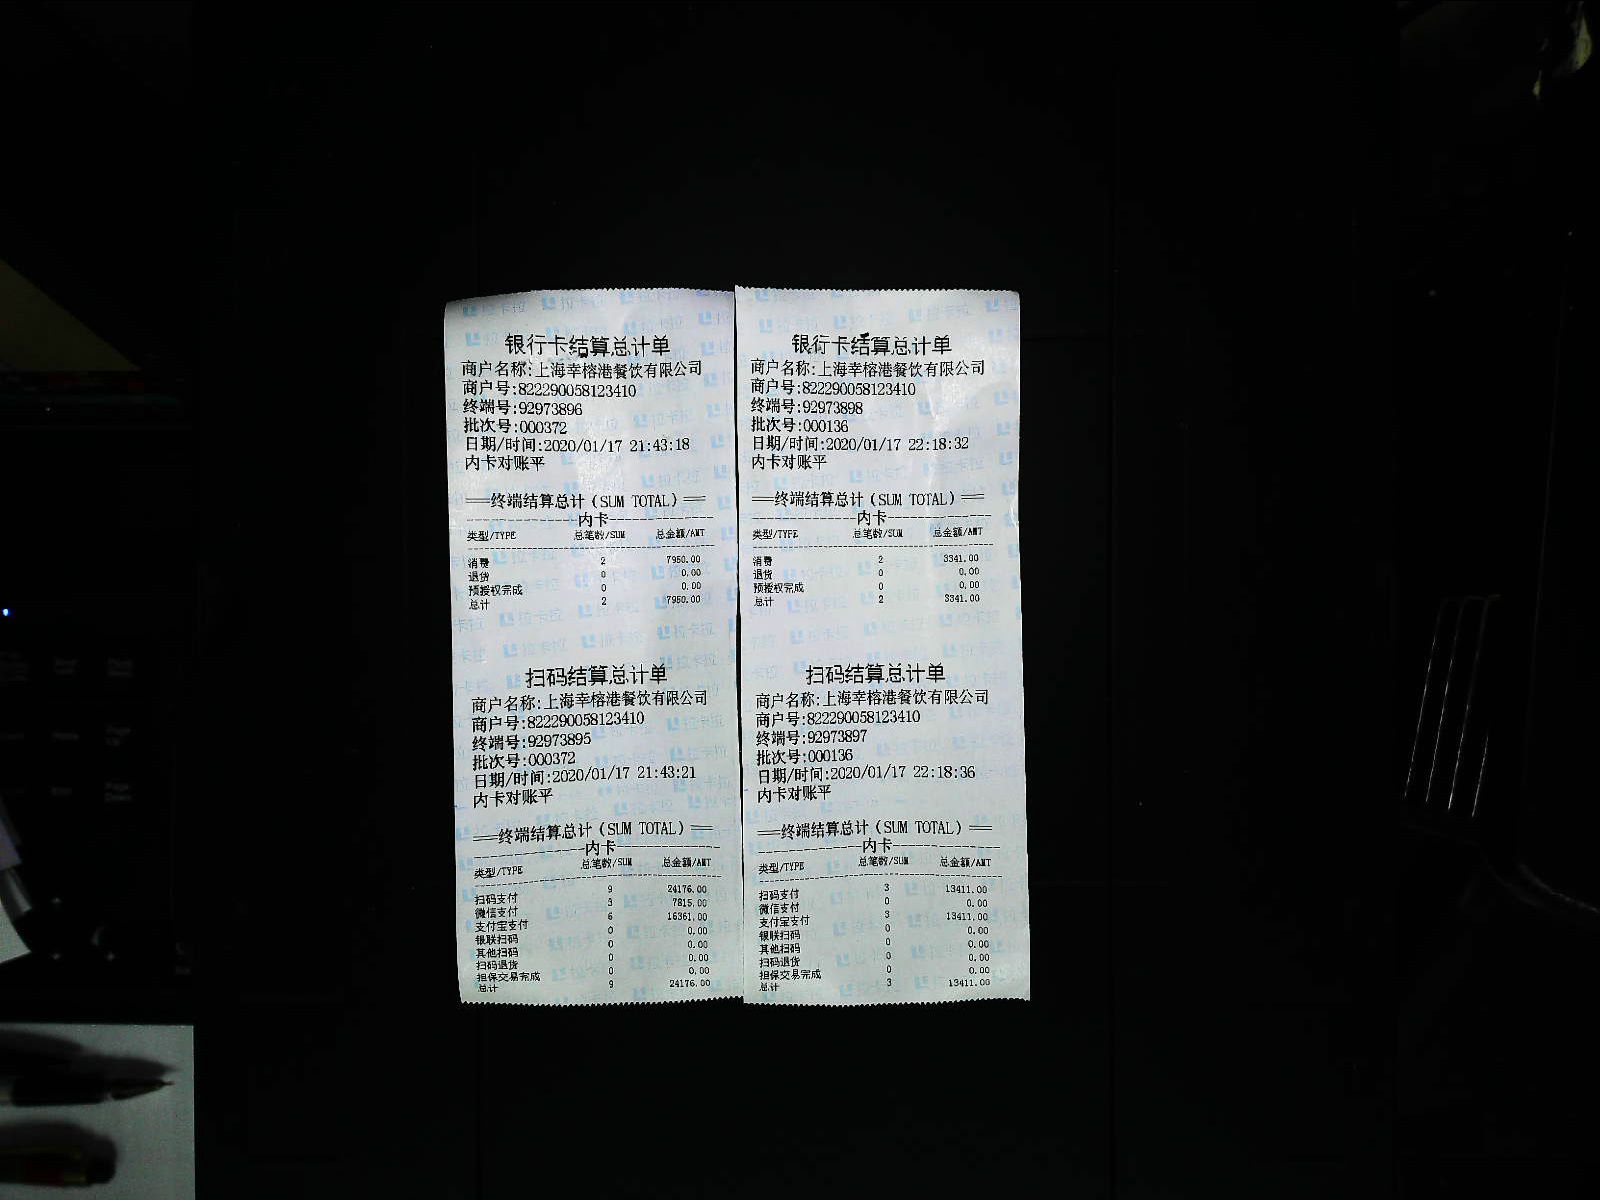 银行卡结算总计单
商户名称:上海幸榕港餐饮有限公司
商户号:822290058123410
终端号:92973896
批次号:000372
日期/时间:2020/01/17 21:43:18
内卡对账平
══终端结算总计(SUM TOTAL)══
内卡
类型/TYPE 总笔数/SUM 总金额/AMT
消费 2 7950.00
退货 0 0.00
预授权完成 0 0.00
总计 2 7950.00
扫码结算总计单
商户名称:上海幸榕港餐饮有限公司
商户号:822290058123410
终端号:92973895
批次号:000372
日期/时间:2020/01/17 21:43:21
内卡对账平
══终端结算总计(SUM TOTAL)══
内卡
类型/TYPE 总笔数/SUM 总金额/AMT
扫码支付 9 24176.00
微信支付 3 7815.00
支付宝支付 6 16361.00
银联扫码 0 0.00
其他扫码 0 0.00
扫码退货 0 0.00
担保交易完成 0 0.00
总计 9 24176.00
银行卡结算总计单
商户名称:上海幸榕港餐饮有限公司
商户号:822290058123410
终端号:92973898
批次号:000136
日期/时间:2020/01/17 22:18:32
内卡对账平
══终端结算总计(SUM TOTAL)══
内卡
类型/TYPE 总笔数/SUM 总金额/AMT
消费 2 3341.00
退货 0 0.00
预授权完成 0 0.00
总计 2 3341.00
扫码结算总计单
商户名称:上海幸榕港餐饮有限公司
商户号:822290058123410
终端号:92973897
批次号:000136
日期/时间:2020/01/17 22:18:36
内卡对账平
══终端结算总计(SUM TOTAL)══
内卡
类型/TYPE 总笔数/SUM 总金额/AMT
扫码支付 3 13411.00
微信支付 0 0.00
支付宝支付 3 13411.00
银联扫码 0 0.00
其他扫码 0 0.00
扫码退货 0 0.00
担保交易完成 0 0.00
总计 3 13411.00